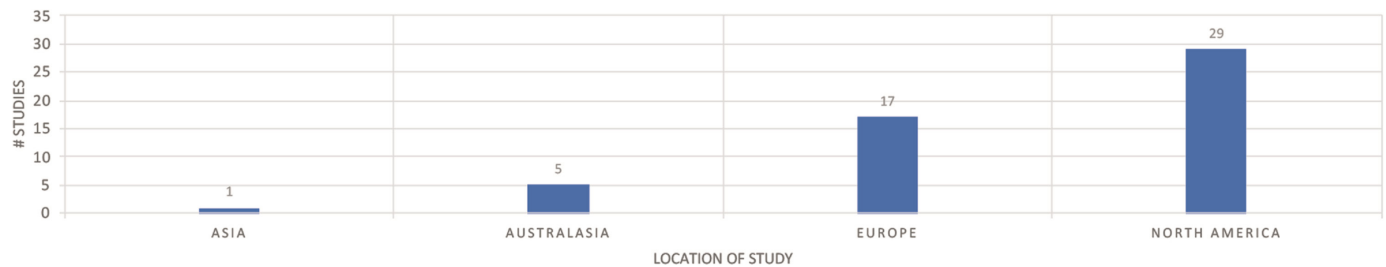 35
30
25
20
15
10
5
0
# STUDIES
1
5
17
29
ASIA
AUSTRALASIA
EUROPE
NORTH AMERICA
LOCATION OF STUDY